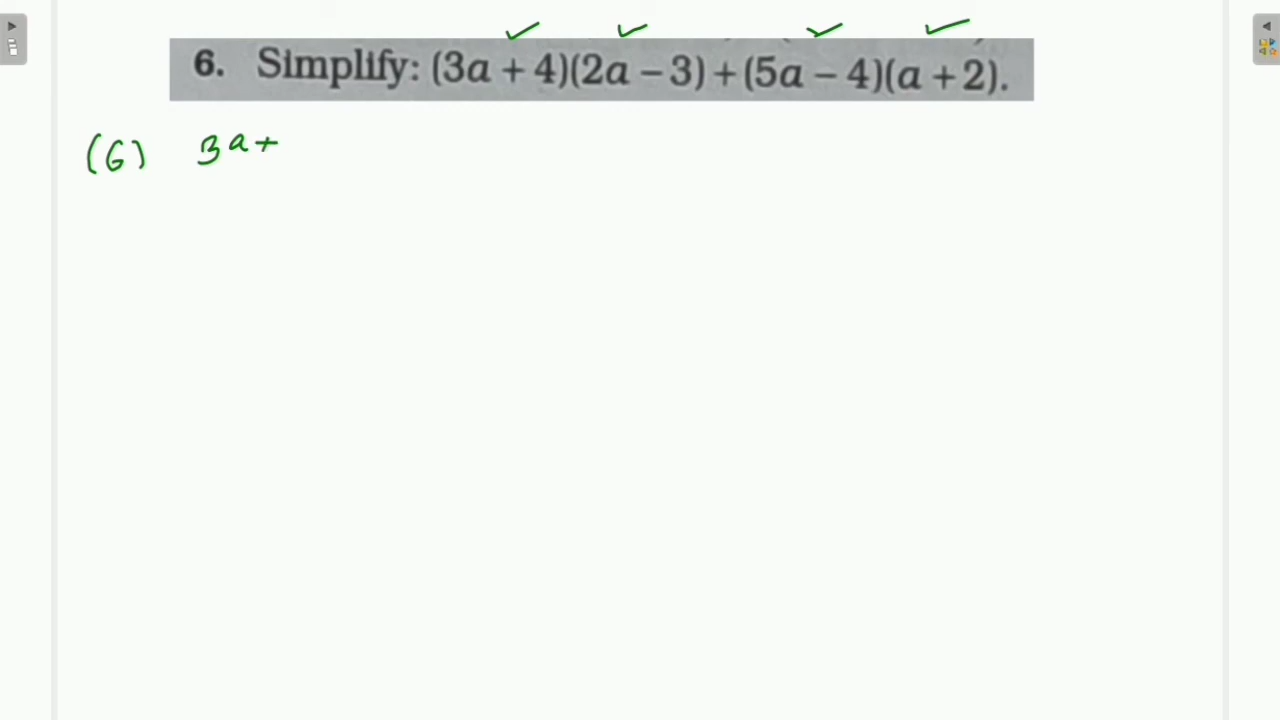 6. Simplify: (3a + 4)(2a − 3) + (5a − 4)(a + 2).
(6) 3a+